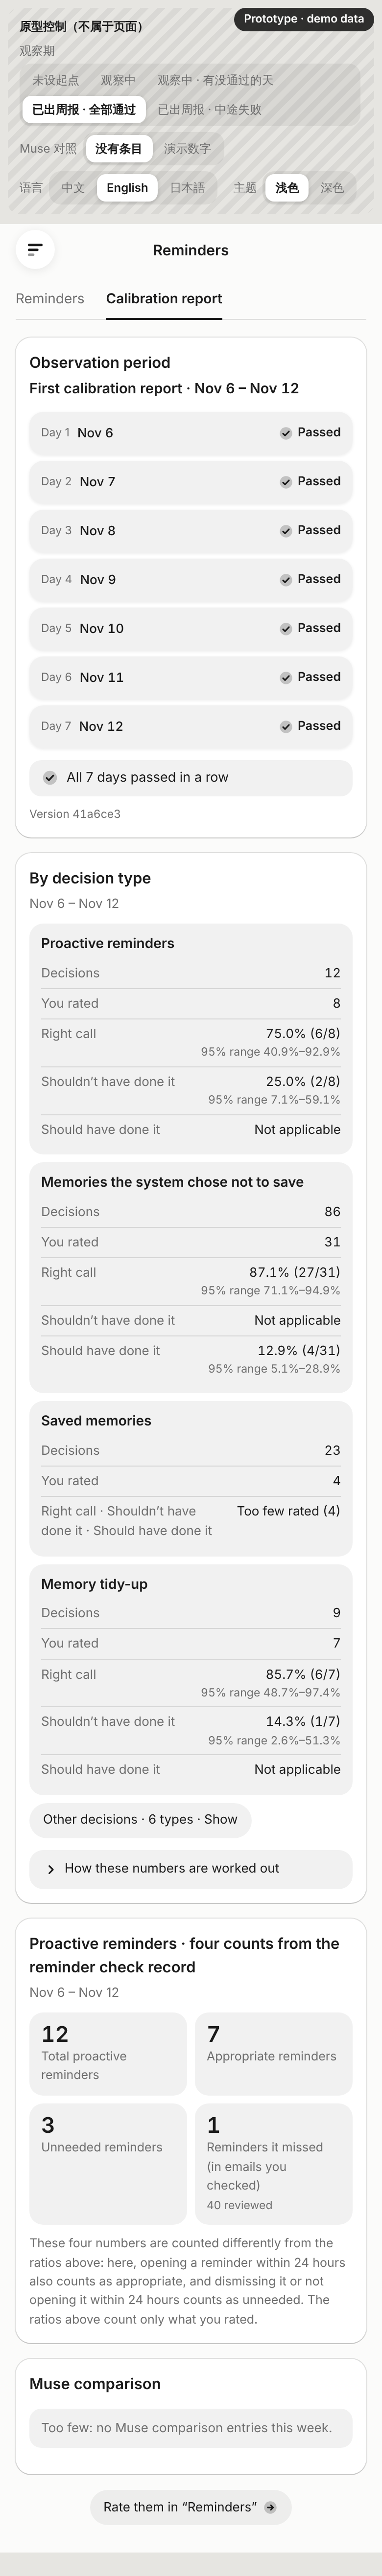 原型控制（不属于页面）
Prototype · demo data
观察期
未设起点 观察中 观察中 · 有没通过的天
已出周报 · 全部通过 已出周报 · 中途失败
Muse 对照 没有条目 演示数字
语言 中文 English 日本語 主题 浅色 深色
Reminders
Reminders Calibration report
Observation period
First calibration report · Nov 6 – Nov 12
Day 1 Nov 6 Passed
Day 2 Nov 7 Passed
Day 3 Nov 8 Passed
Day 4 Nov 9 Passed
Day 5 Nov 10 Passed
Day 6 Nov 11 Passed
Day 7 Nov 12 Passed
All 7 days passed in a row
Version 41a6ce3
By decision type
Nov 6 – Nov 12
Proactive reminders
Decisions 12
You rated 8
Right call 75.0% (6/8)
95% range 40.9%–92.9%
Shouldn’t have done it 25.0% (2/8)
95% range 7.1%–59.1%
Should have done it Not applicable
Memories the system chose not to save
Decisions 86
You rated 31
Right call 87.1% (27/31)
95% range 71.1%–94.9%
Shouldn’t have done it Not applicable
Should have done it 12.9% (4/31)
95% range 5.1%–28.9%
Saved memories
Decisions 23
You rated 4
Right call · Shouldn’t have Too few rated (4)
done it · Should have done it
Memory tidy-up
Decisions 9
You rated 7
Right call 85.7% (6/7)
95% range 48.7%–97.4%
Shouldn’t have done it 14.3% (1/7)
95% range 2.6%–51.3%
Should have done it Not applicable
Other decisions · 6 types · Show
How these numbers are worked out
Proactive reminders · four counts from the
reminder check record
Nov 6 – Nov 12
12
Total proactive
reminders
7
Appropriate reminders
3
Unneeded reminders
1
Reminders it missed
(in emails you
checked)
40 reviewed
These four numbers are counted differently from the
ratios above: here, opening a reminder within 24 hours
also counts as appropriate, and dismissing it or not
opening it within 24 hours counts as unneeded. The
ratios above count only what you rated.
Muse comparison
Too few: no Muse comparison entries this week.
Rate them in “Reminders”